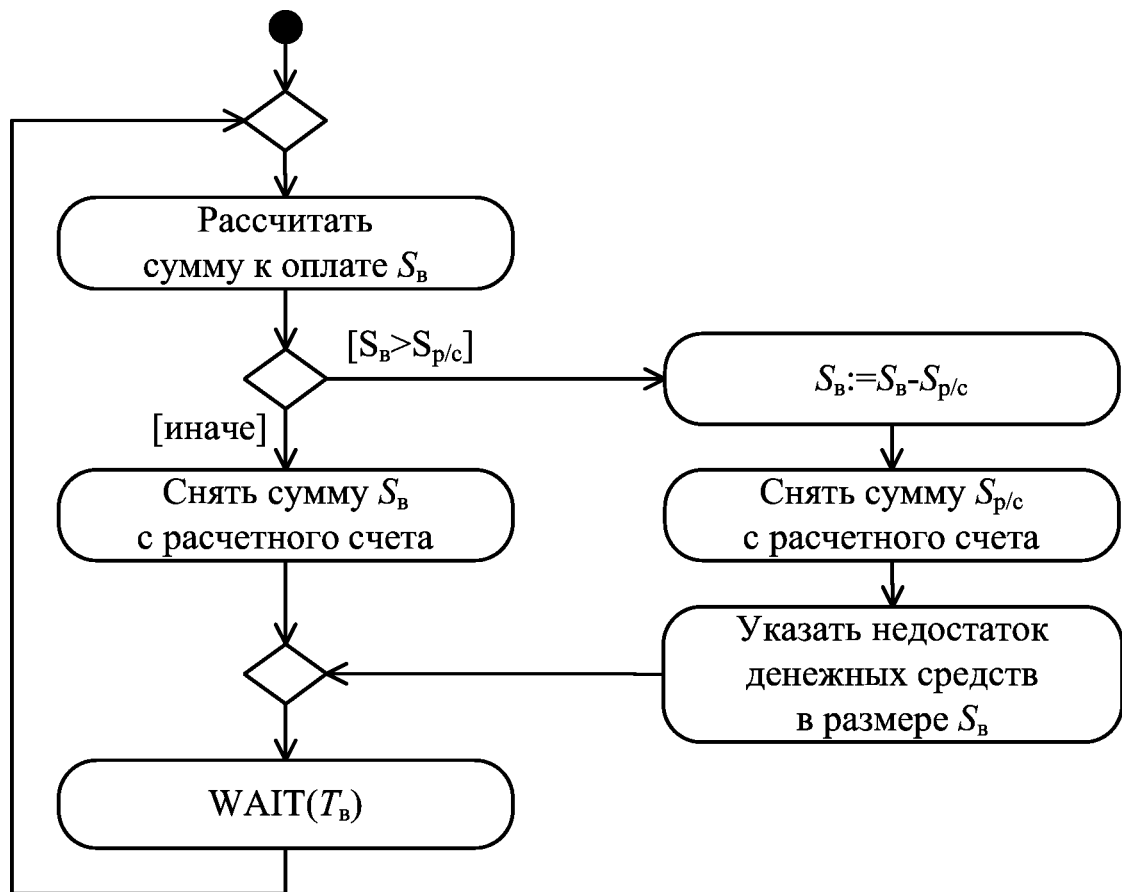 Рассчитать
сумму к оплате Sв
[Sв>Sр/с]
Sв:=Sв-Sр/с
[иначе]
Снять сумму Sв
с расчетного счета
Снять сумму Sр/с
с расчетного счета
Указать недостаток
денежных средств
в размере Sв
WAIT(Tв)